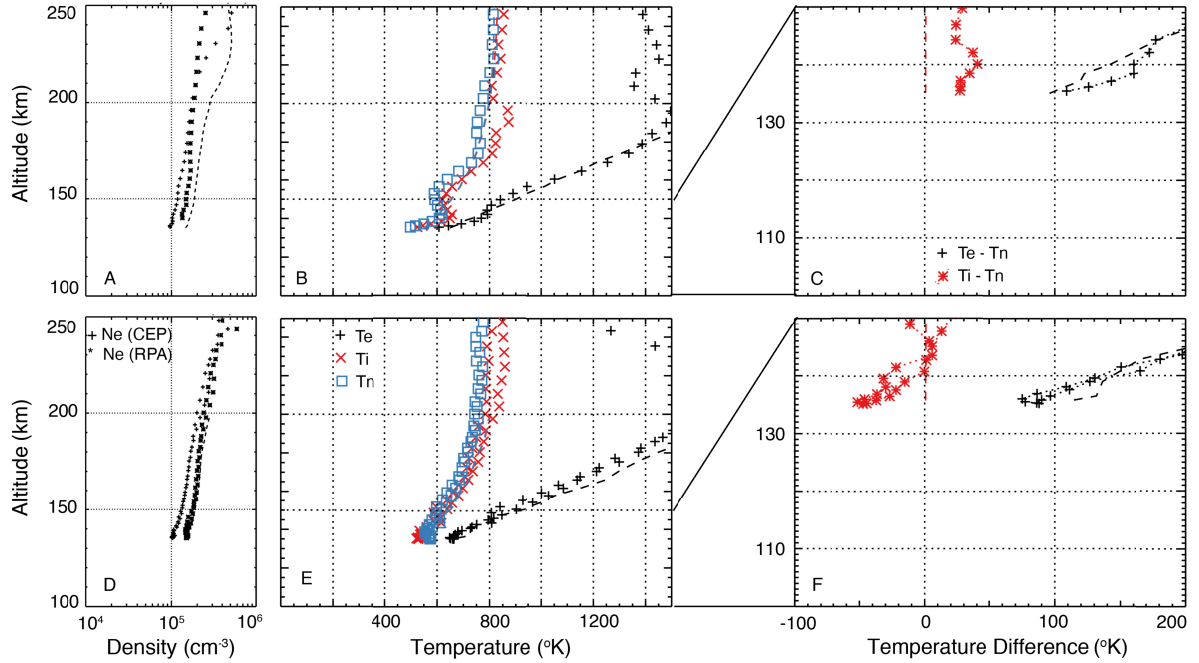 250
200
150
100
Altitude (km)
A
B
130
110
C
Te - Tn
Ti - Tn
250
200
150
100
Altitude (km)
Ne (CEP)
Ne (RPA)
D
Te
Ti
Tn
E
130
110
F
10⁴ 10⁵ 10⁶
Density (cm⁻³)
400 800 1200
Temperature (ºK)
-100 0 100 200
Temperature Difference (ºK)